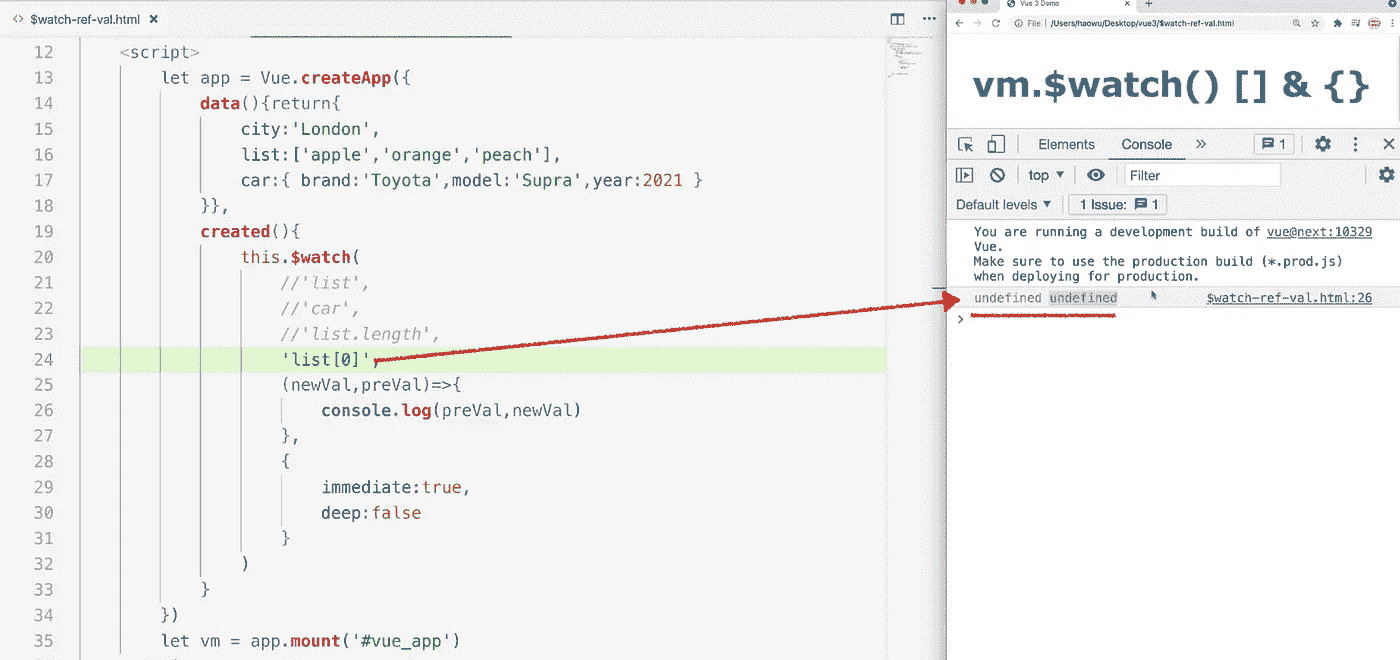 $watch-ref-val.html
12 <script>
13 let app = Vue.createApp({
14 data(){return{
15 city:'London',
16 list:['apple','orange','peach'],
17 car:{ brand:'Toyota',model:'Supra',year:2021 }
18 }},
19 created(){
20 this.$watch(
21 //'list',
22 //'car',
23 //'list.length',
24 'list[0]',
25 (newVal,preVal)=>{
26 console.log(preVal,newVal)
27 },
28 {
29 immediate:true,
30 deep:false
31 }
32 )
33 }
34 })
35 let vm = app.mount('#vue_app')
Vue 3 Demo
File | /Users/haowu/Desktop/vue3/$watch-ref-val.html
vm.$watch() [] & {}
Elements Console 1
top Filter
Default levels 1 Issue: 1
You are running a development build of vue@next:10329
Vue.
Make sure to use the production build (*.prod.js)
when deploying for production.
undefined undefined $watch-ref-val.html:26